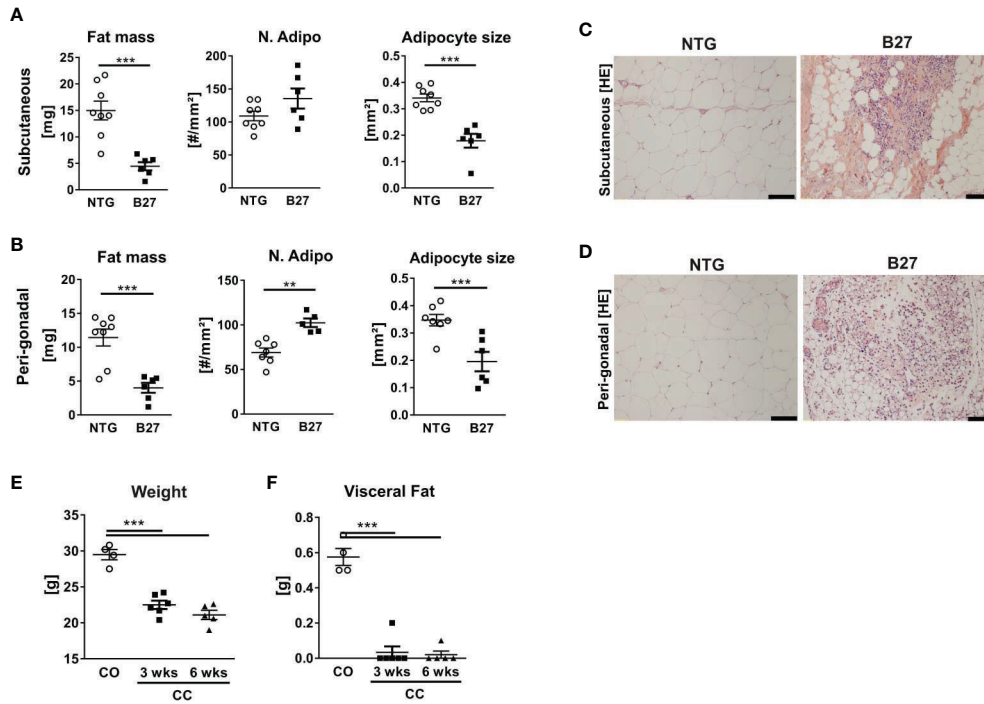 A
Fat mass
N. Adipo
Adipocyte size
Subcutaneous
[mg]
25
20
15
10
5
0
***
NTG B27
[#/mm²]
200
150
100
50
0
NTG B27
[mm²]
0.6
0.4
0.2
0.0
***
NTG B27
B
Fat mass
N. Adipo
Adipocyte size
Peri-gonadal
[mg]
20
15
10
5
0
***
NTG B27
[#/mm²]
150
100
50
0
**
NTG B27
[mm²]
0.5
0.4
0.3
0.2
0.1
0.0
***
NTG B27
C
NTG
B27
Subcutaneous [HE]
D
NTG
B27
Peri-gonadal [HE]
E
Weight
[g]
35
30
25
20
15
***
CO 3 wks 6 wks
CC
F
Visceral Fat
[g]
0.8
0.6
0.4
0.2
0.0
***
CO 3 wks 6 wks
CC